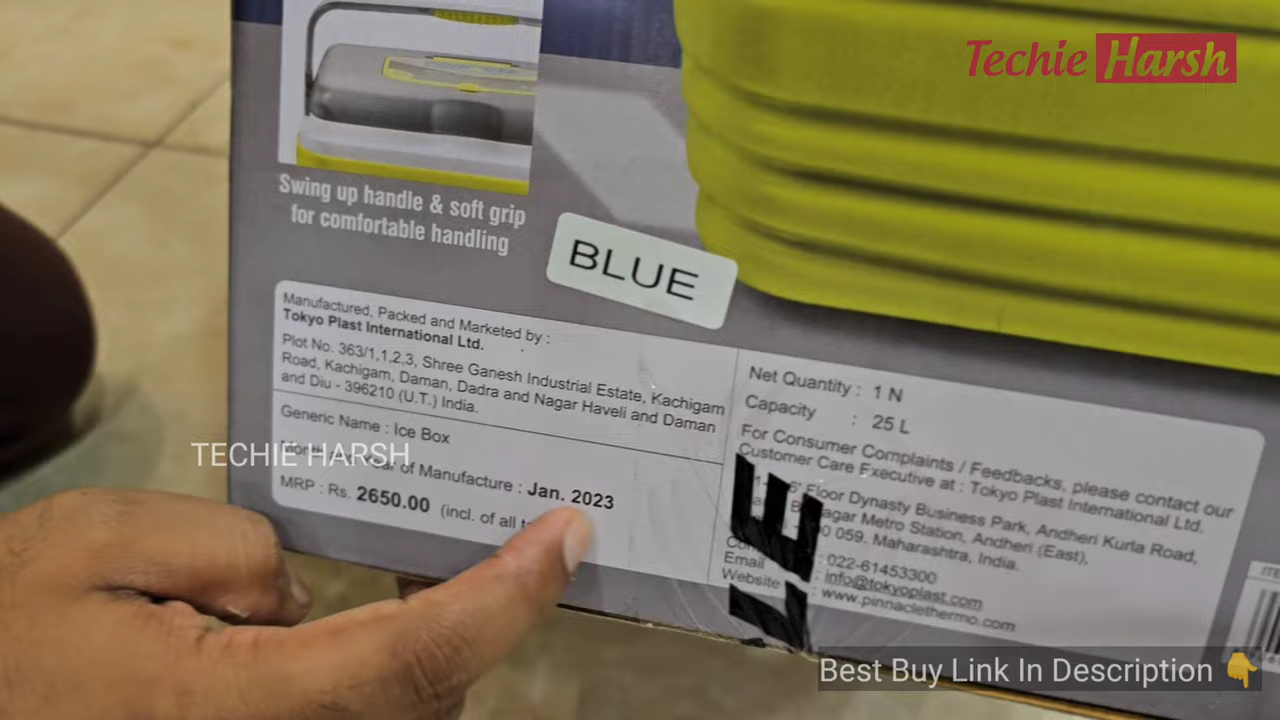 Techie Harsh
Swing up handle & soft grip
for comfortable handling
BLUE
Manufactured, Packed and Marketed by :
Tokyo Plast International Ltd.
Plot No. 363/1,1,2,3, Shree Ganesh Industrial Estate, Kachigam
Road, Kachigam, Daman, Dadra and Nagar Haveli and Daman
and Diu - 396210 (U.T.) India.
Generic Name : Ice Box
TECHIE HARSH
of Manufacture : Jan. 2023
MRP : Rs. 2650.00 (incl. of all
Net Quantity : 1 N
Capacity : 25 L
For Consumer Complaints / Feedbacks, please contact our
Customer Care Executive at : Tokyo Plast International Ltd.
Floor Dynasty Business Park, Andheri Kurla Road,
Metro Station, Andheri (East),
059. Maharashtra, India.
: 022-61453300
Email : info@tokyoplast.com
Website : www.pinnaclethermo.com
Best Buy Link In Description